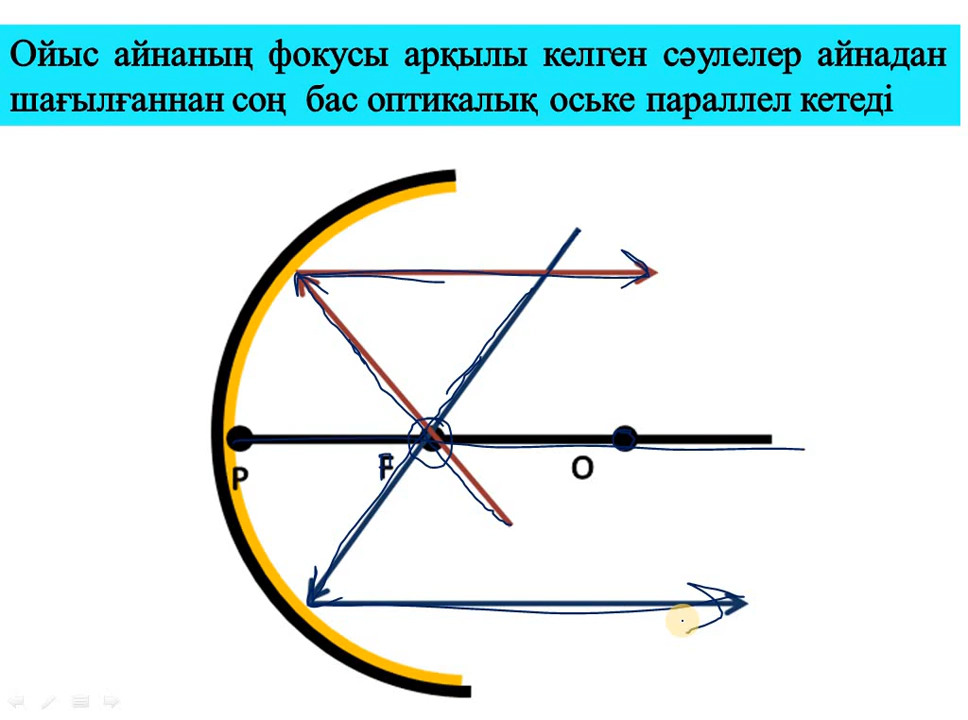 Ойыс айнаның фокусы арқылы келген сәулелер айнадан
шағылғаннан соң бас оптикалық оське параллел кетеді
P
F
O